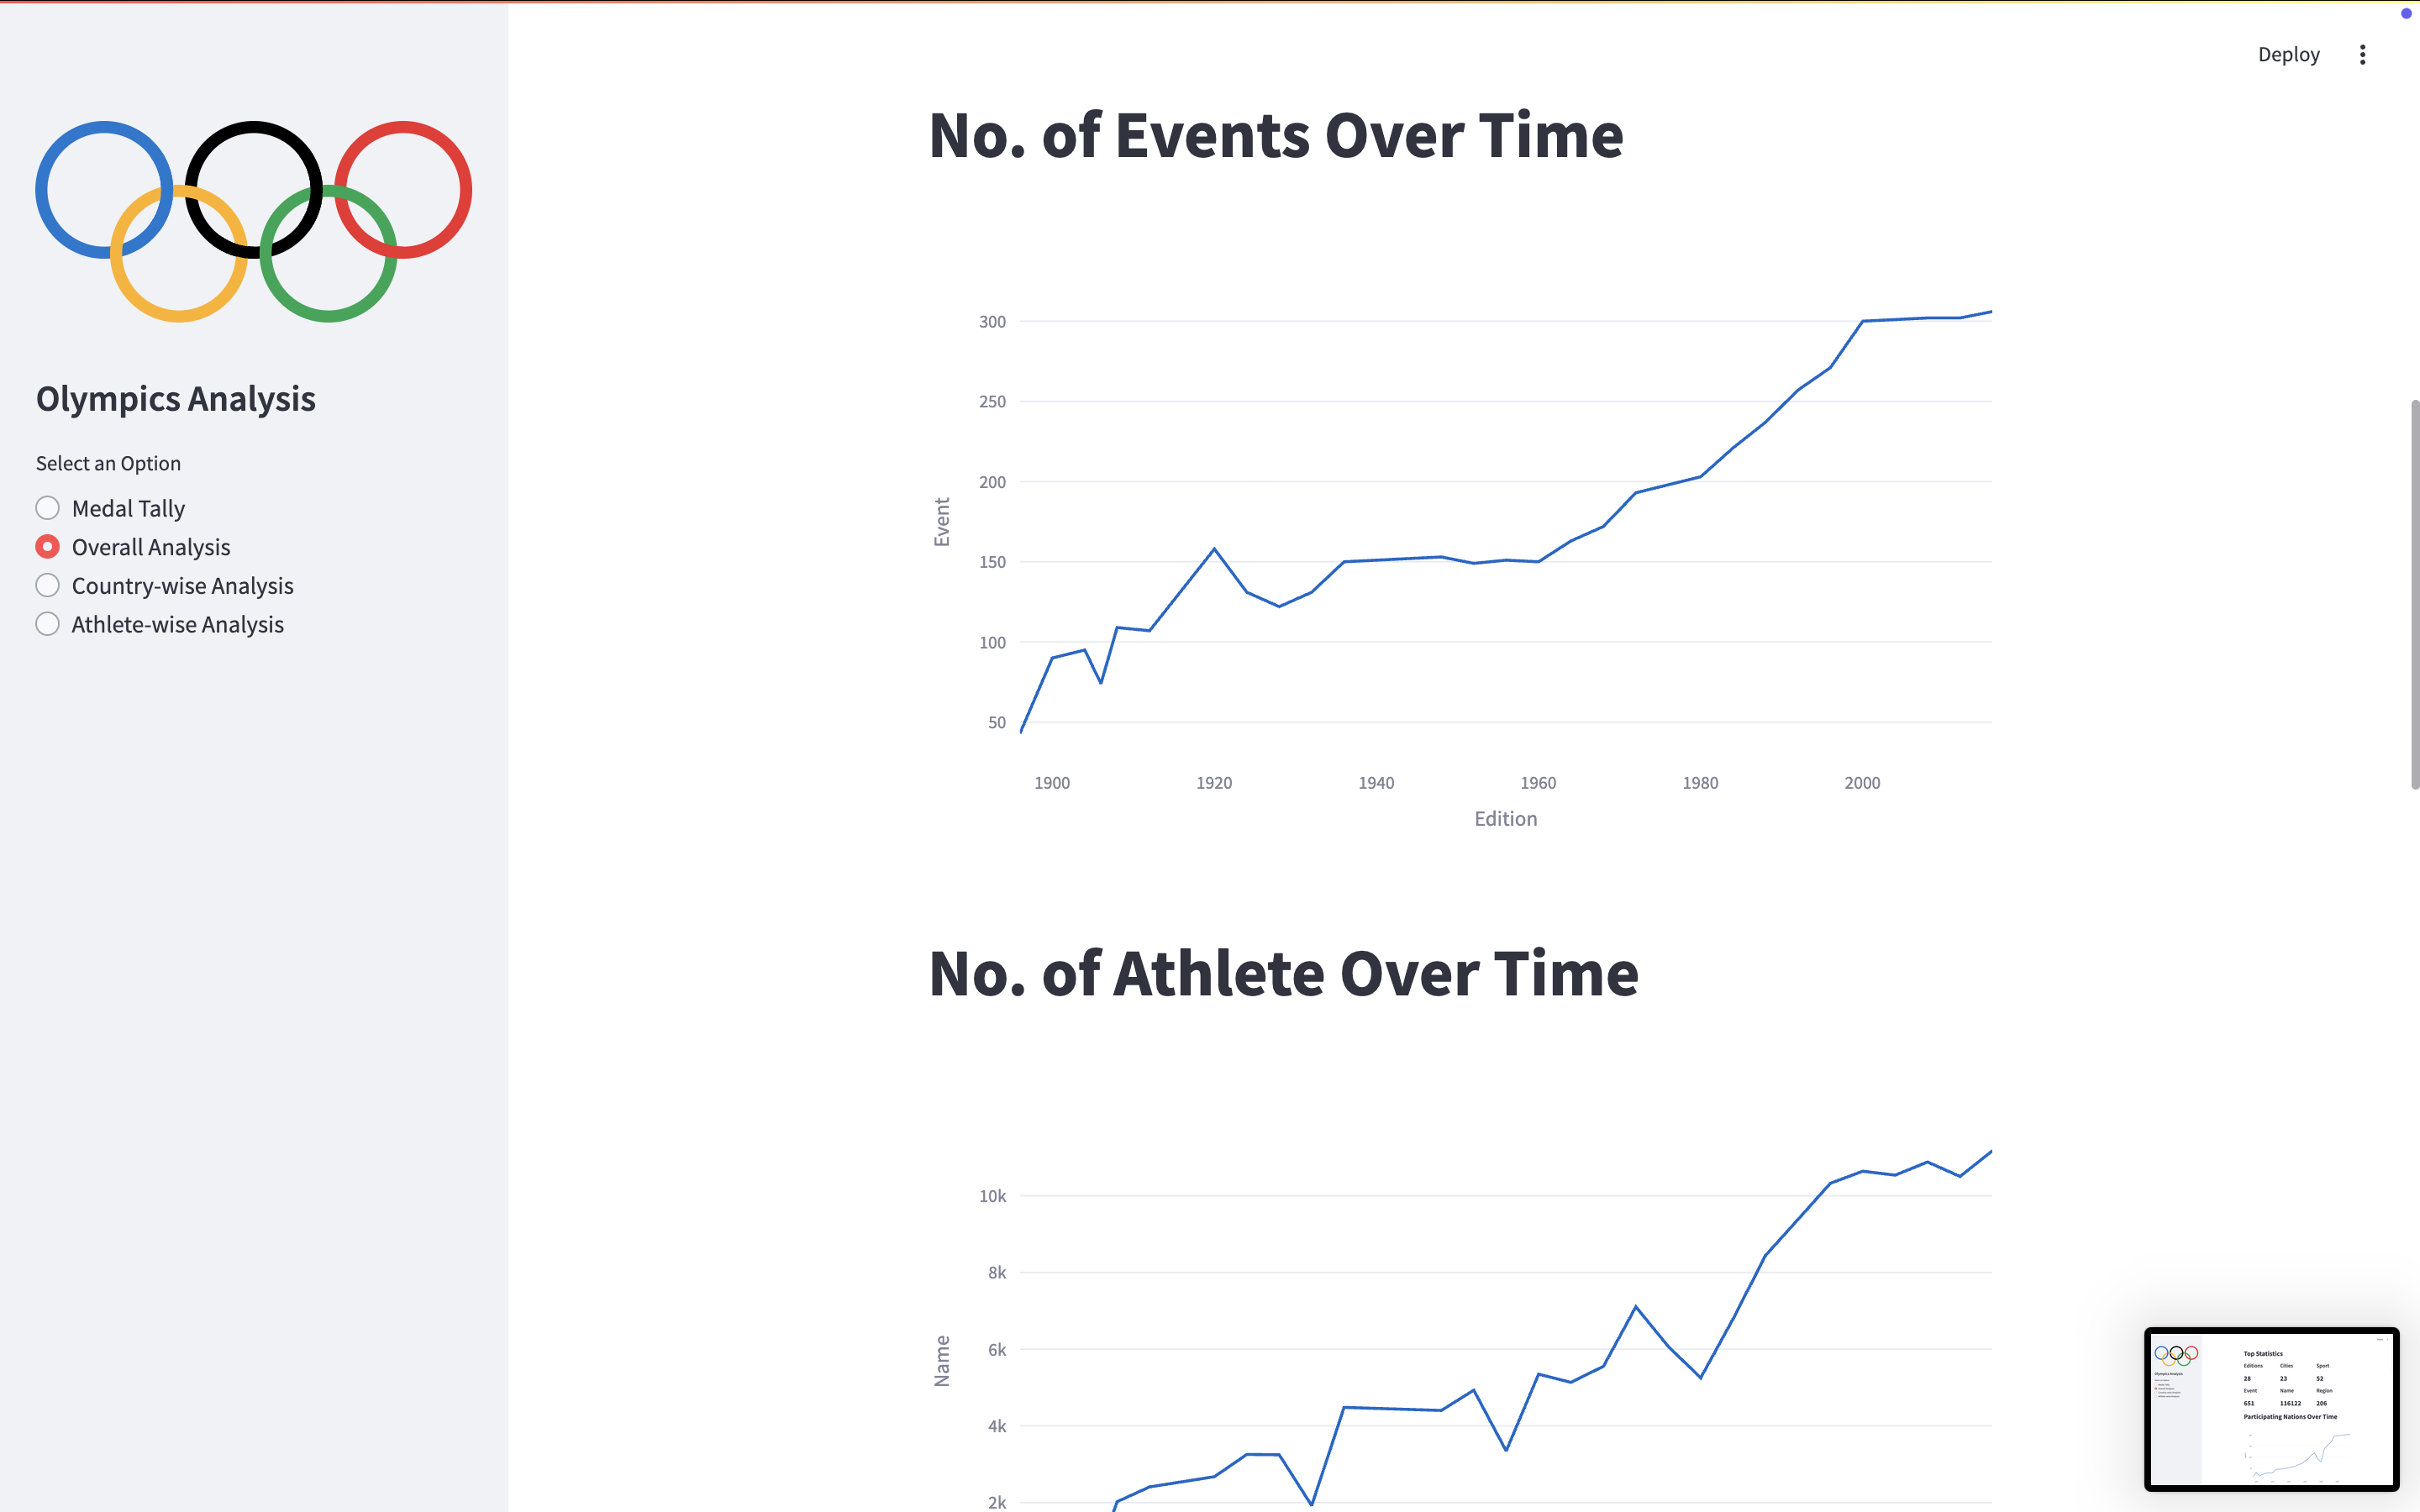 Deploy
No. of Events Over Time
Olympics Analysis
Select an Option
Medal Tally
Overall Analysis
Country-wise Analysis
Athlete-wise Analysis
300
250
200
150
100
50
Event
1900 1920 1940 1960 1980 2000
Edition
No. of Athlete Over Time
10k
8k
6k
4k
2k
Name
Top Statistics
Editions Cities Sport
28 23 52
Event Name Region
651 116122 206
Participating Nations Over Time
Olympics Analysis